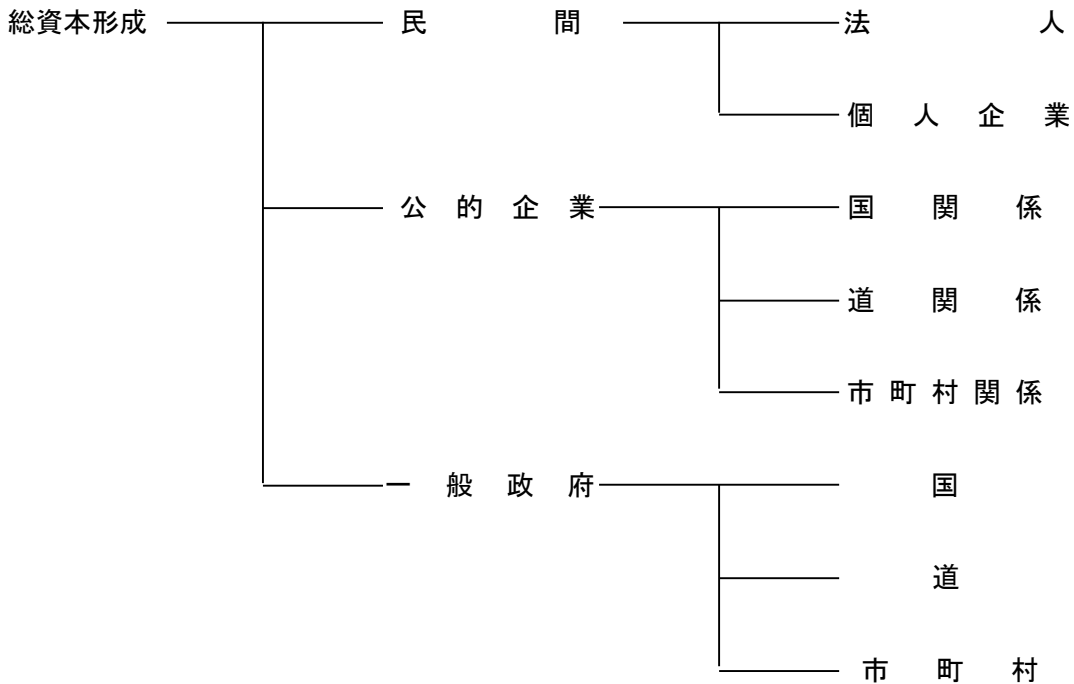 総資本形成 民間 法人
個人企業
公的企業 国関係
道関係
市町村関係
一般政府 国
道
市町村